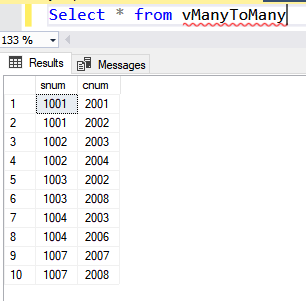 Select * from vManyToMany
133 %
Results Messages
snum cnum
1 1001 2001
2 1001 2002
3 1002 2003
4 1002 2004
5 1003 2002
6 1003 2008
7 1004 2003
8 1004 2006
9 1007 2007
10 1007 2008